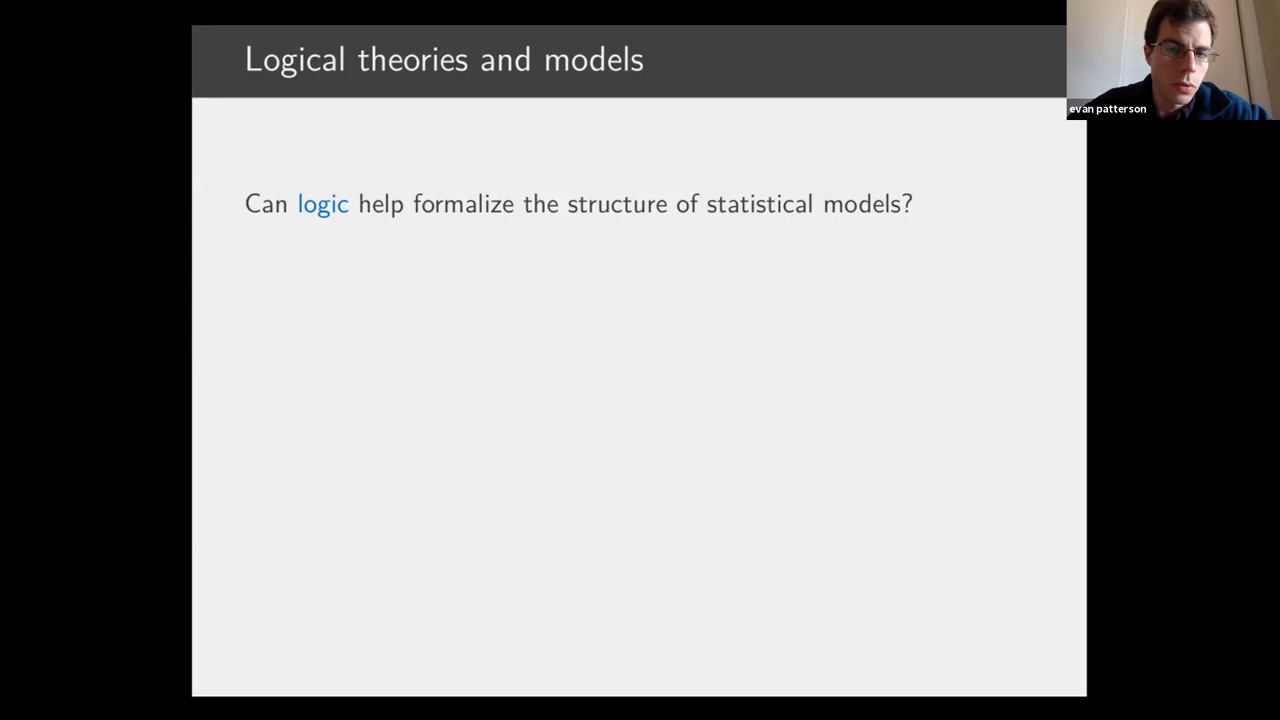 Logical theories and models
evan patterson
Can logic help formalize the structure of statistical models?